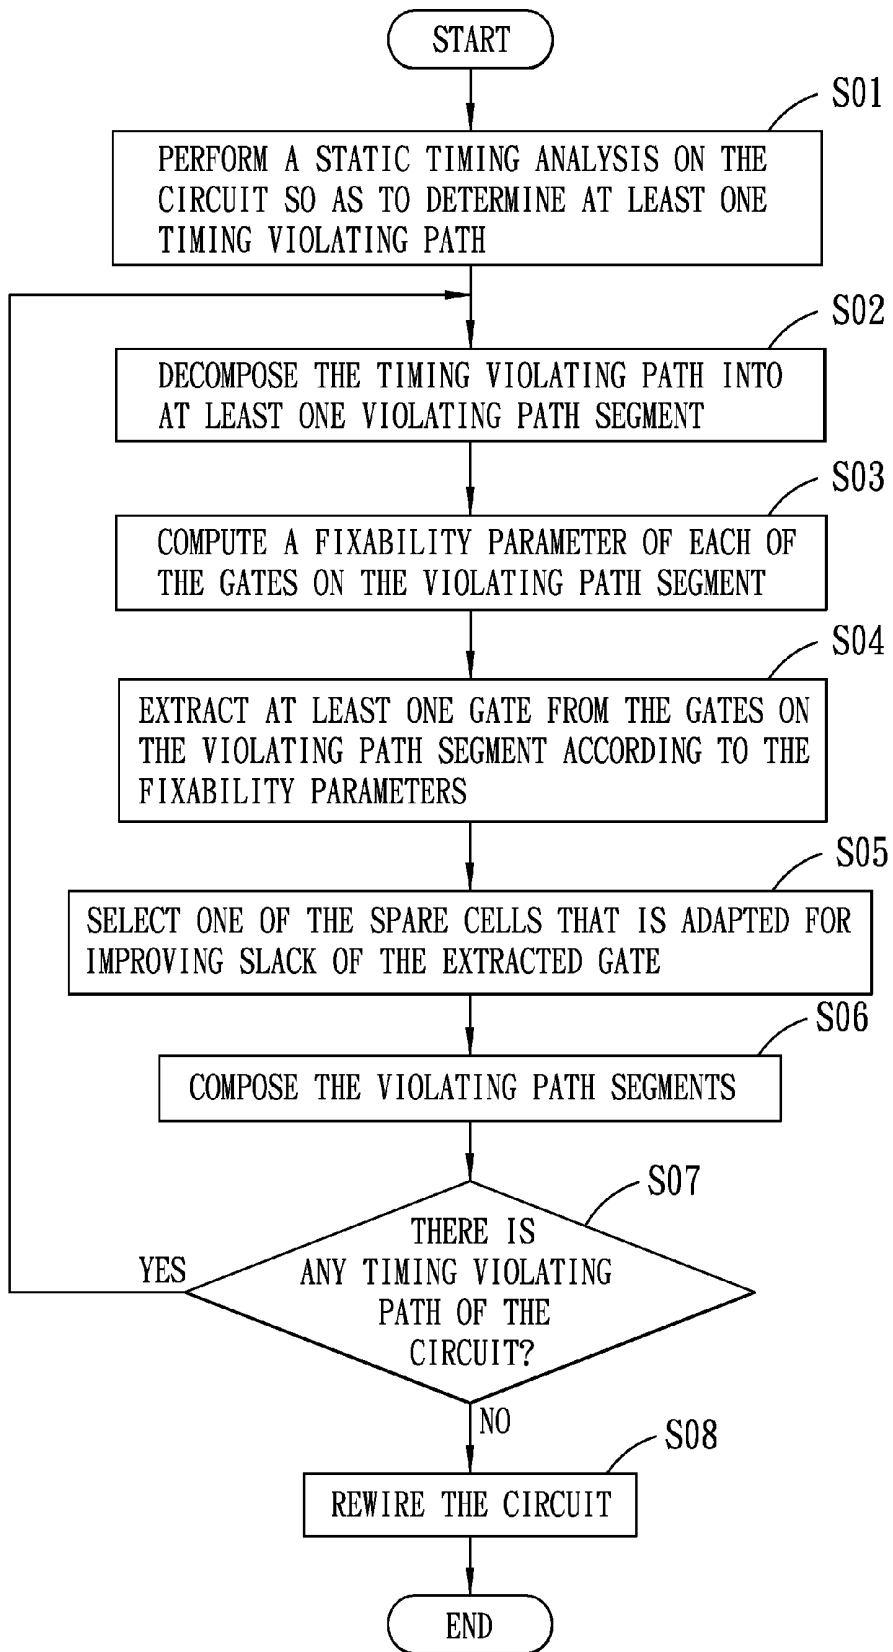 START
S01
PERFORM A STATIC TIMING ANALYSIS ON THE
CIRCUIT SO AS TO DETERMINE AT LEAST ONE
TIMING VIOLATING PATH
S02
DECOMPOSE THE TIMING VIOLATING PATH INTO
AT LEAST ONE VIOLATING PATH SEGMENT
S03
COMPUTE A FIXABILITY PARAMETER OF EACH OF
THE GATES ON THE VIOLATING PATH SEGMENT
S04
EXTRACT AT LEAST ONE GATE FROM THE GATES ON
THE VIOLATING PATH SEGMENT ACCORDING TO THE
FIXABILITY PARAMETERS
S05
SELECT ONE OF THE SPARE CELLS THAT IS ADAPTED FOR
IMPROVING SLACK OF THE EXTRACTED GATE
S06
COMPOSE THE VIOLATING PATH SEGMENTS
S07
THERE IS
ANY TIMING VIOLATING
PATH OF THE
CIRCUIT?
YES
NO
S08
REWIRE THE CIRCUIT
END